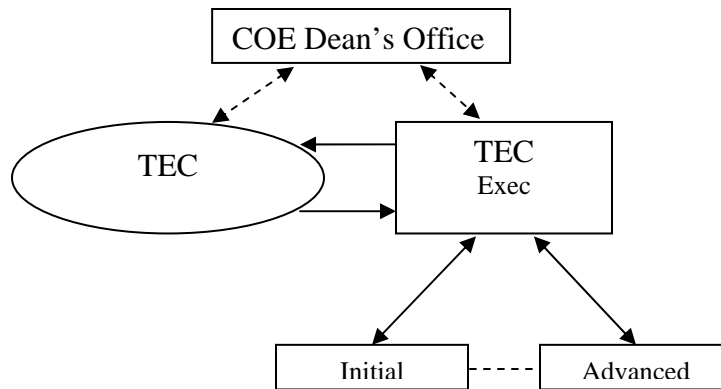 COE Dean's Office
TEC
TEC
Exec
Initial
Advanced